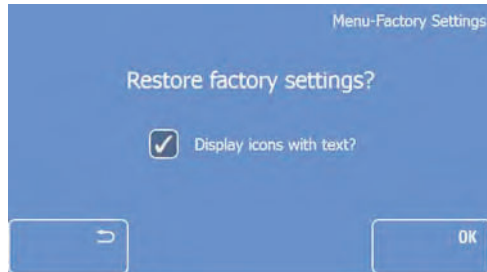 Menu-Factory Settings
Restore factory settings?
Display icons with text?
OK